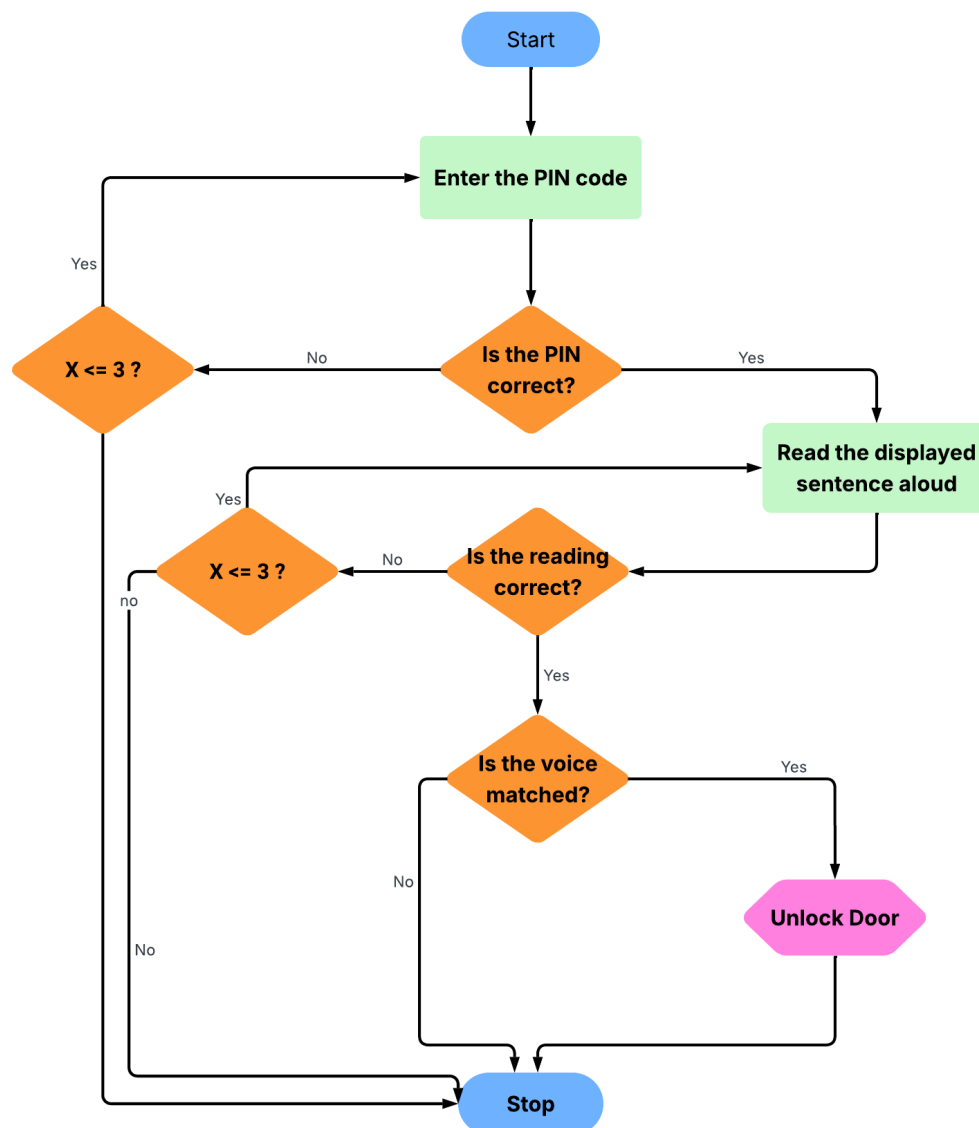 Start
Enter the PIN code
Yes
X <= 3 ?
No
Is the PIN
correct?
Yes
Read the displayed
sentence aloud
Yes
X <= 3 ?
No
Is the reading
correct?
no
Yes
Is the voice
matched?
Yes
No
Unlock Door
No
Stop